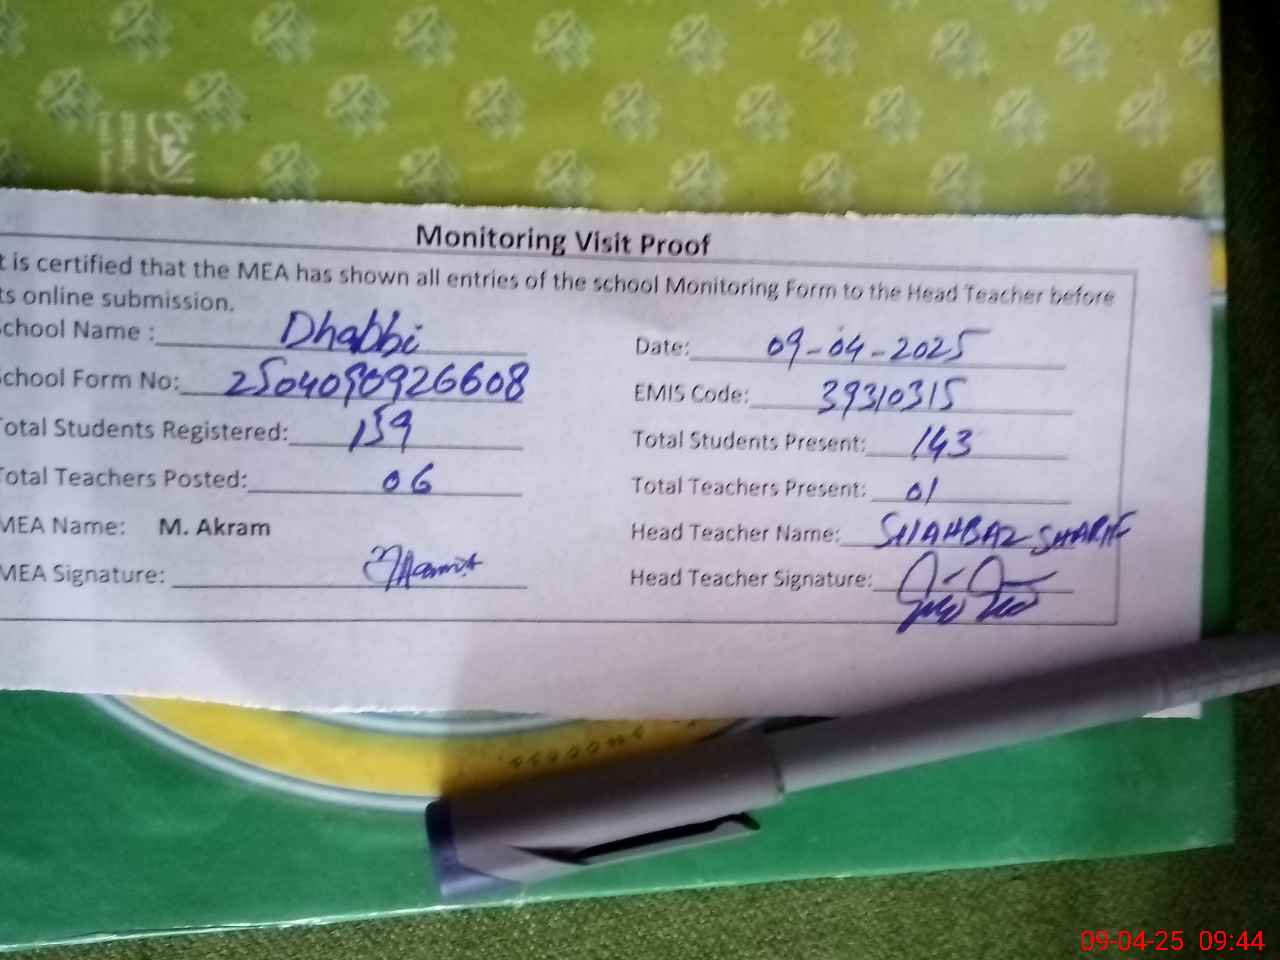 Monitoring Visit Proof
t is certified that the MEA has shown all entries of the school Monitoring Form to the Head Teacher before
ts online submission.
chool Name : Dhabbi Date: 09-04-2025
chool Form No: 2504090926608 EMIS Code: 39310315
otal Students Registered: 159 Total Students Present: 143
Total Teachers Posted: 06 Total Teachers Present: 01
MEA Name: M. Akram Head Teacher Name: SHAHBAZ SHARIF
MEA Signature: Head Teacher Signature:
09-04-25 09:44